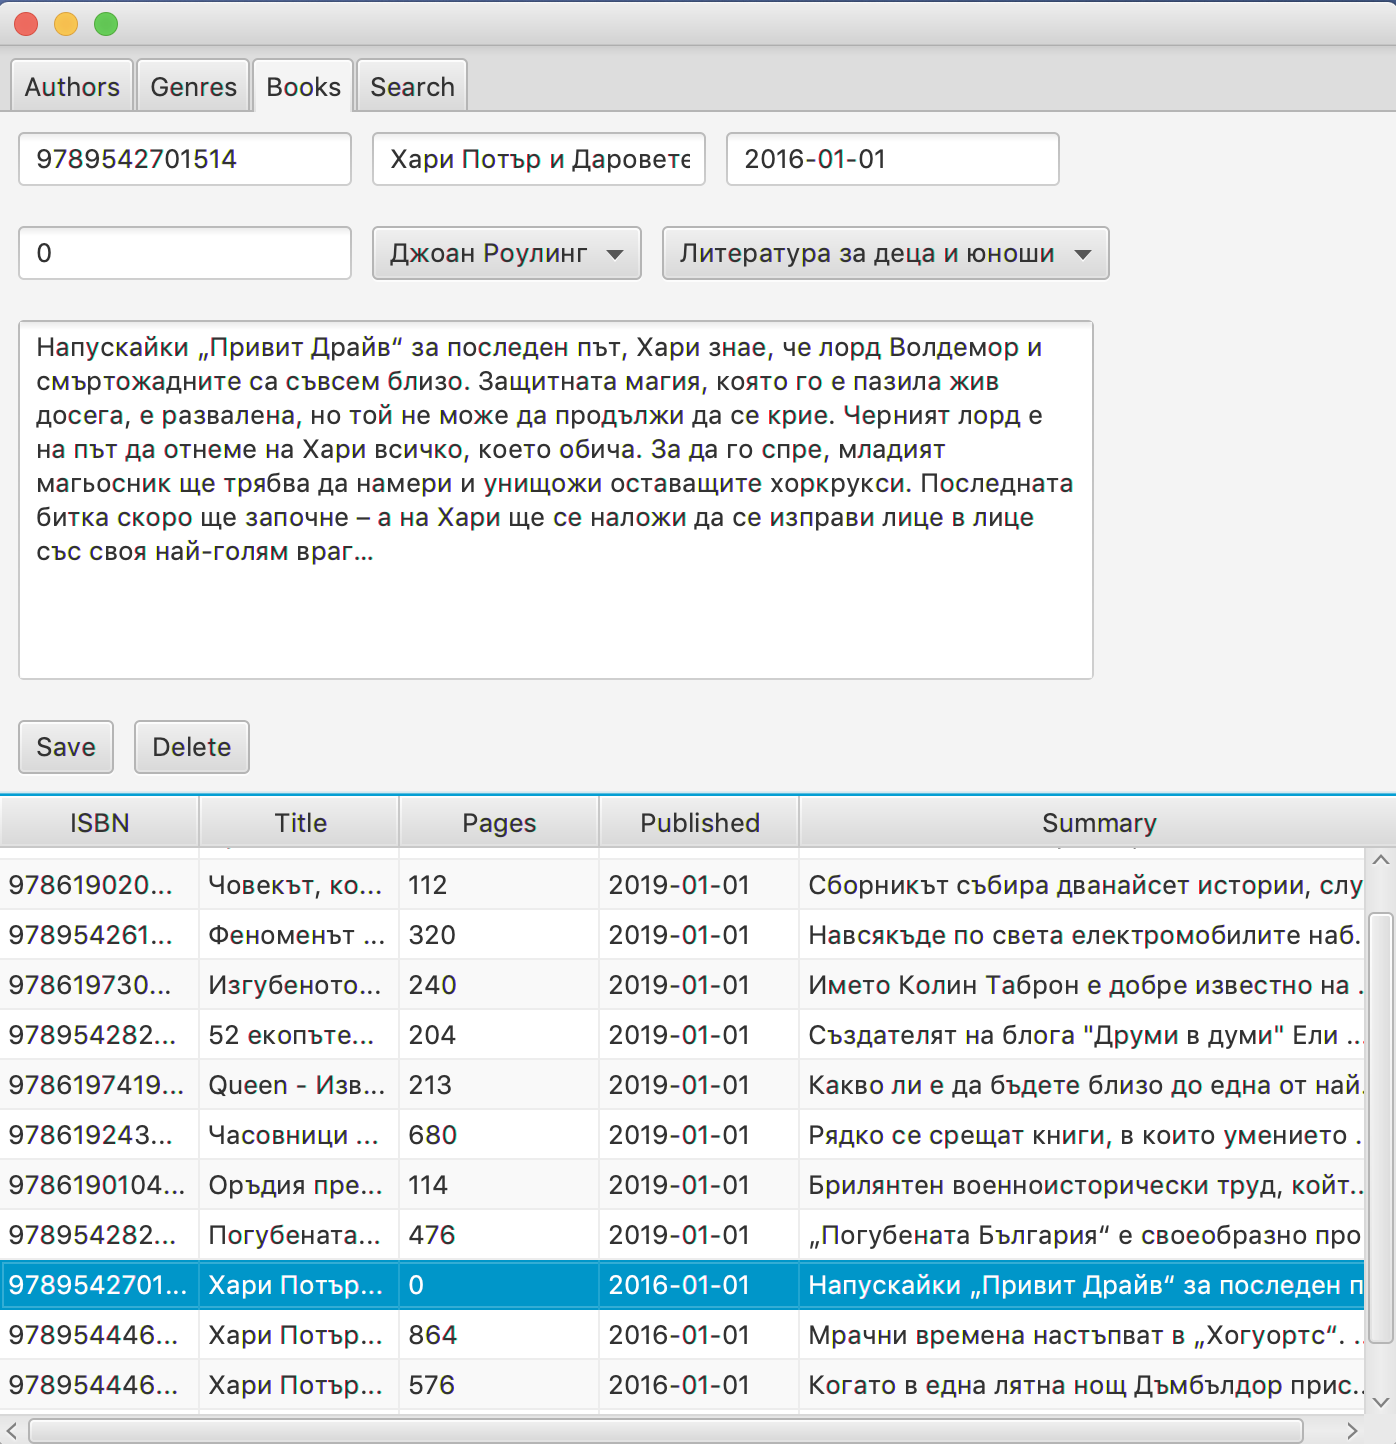 Authors Genres Books Search
9789542701514 Хари Потър и Даровете 2016-01-01
0 Джоан Роулинг Литература за деца и юноши
Напускайки „Привит Драйв“ за последен път, Хари знае, че лорд Волдемор и
смъртожадните са съвсем близо. Защитната магия, която го е пазила жив
досега, е развалена, но той не може да продължи да се крие. Черният лорд е
на път да отнеме на Хари всичко, което обича. За да го спре, младият
магьосник ще трябва да намери и унищожи оставащите хоркрукси. Последната
битка скоро ще започне – а на Хари ще се наложи да се изправи лице в лице
със своя най-голям враг...
Save Delete
ISBN Title Pages Published Summary
978619020... Човекът, ко... 112 2019-01-01 Сборникът събира дванайсет истории, слу
978954261... Феноменът ... 320 2019-01-01 Навсякъде по света електромобилите наб.
978619730... Изгубеното... 240 2019-01-01 Името Колин Таброн е добре известно на .
978954282... 52 екопъте... 204 2019-01-01 Създателят на блога "Друми в думи" Ели ...
9786197419... Queen - Изв... 213 2019-01-01 Какво ли е да бъдете близо до една от най.
978619243... Часовници ... 680 2019-01-01 Рядко се срещат книги, в които умението .
9786190104... Оръдия пре... 114 2019-01-01 Брилянтен военноисторически труд, койт..
978954282... Погубената... 476 2019-01-01 „Погубената България“ е своеобразно про
9789542701... Хари Потър... 0 2016-01-01 Напускайки „Привит Драйв“ за последен п
978954446... Хари Потър... 864 2016-01-01 Мрачни времена настъпват в „Хогуортс“. ..
978954446... Хари Потър... 576 2016-01-01 Когато в една лятна нощ Дъмбълдор прис..